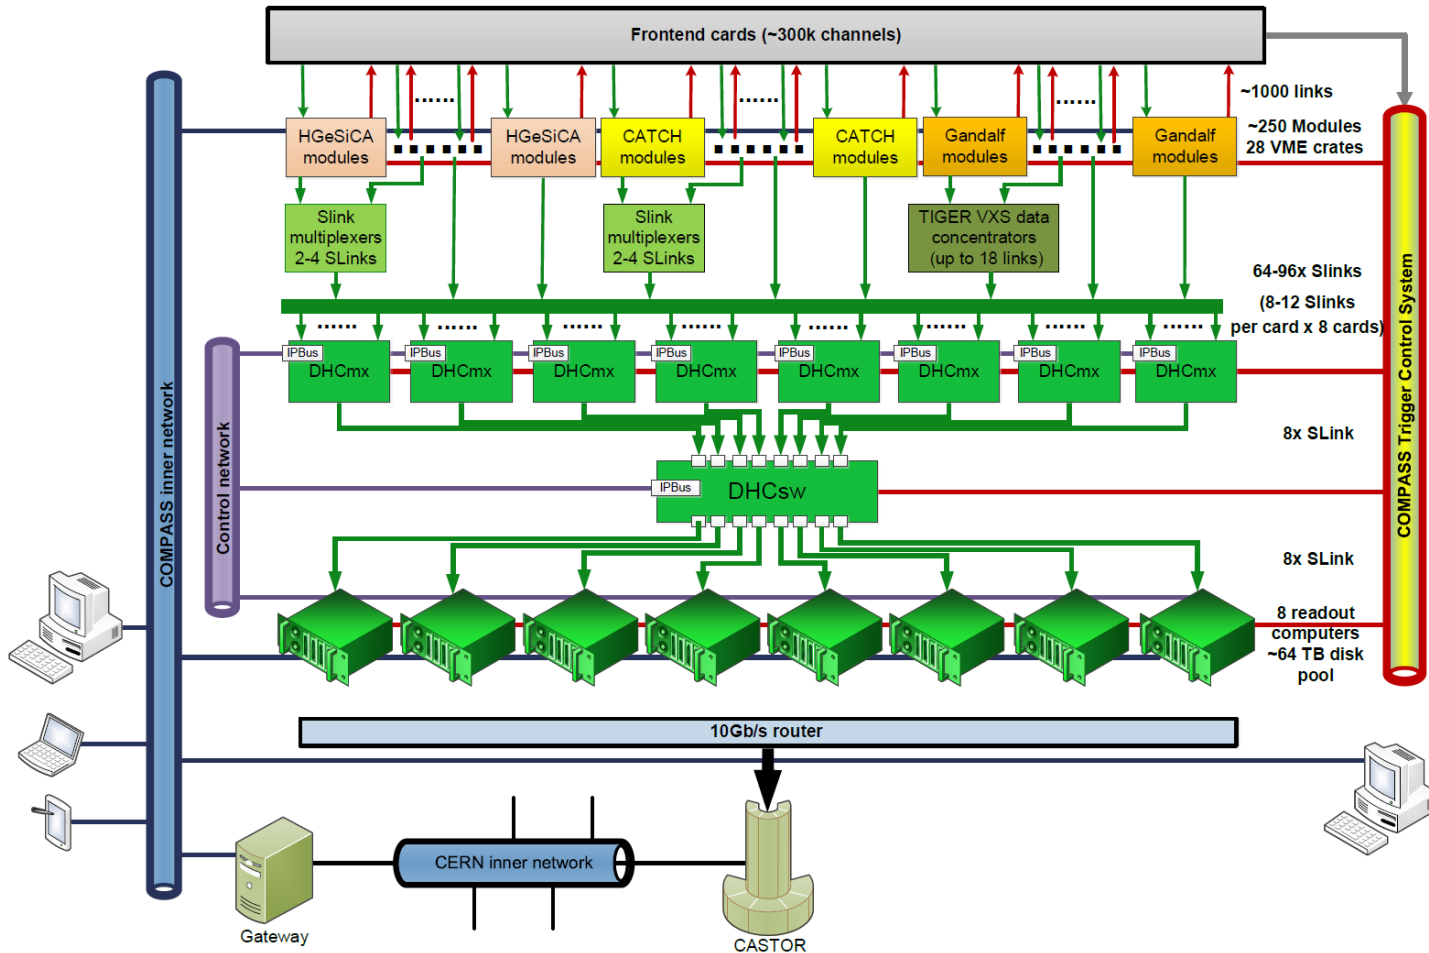 Frontend cards (~300k channels)
~1000 links
HGeSiCA
modules
HGeSiCA
modules
CATCH
modules
CATCH
modules
Gandalf
modules
Gandalf
modules
~250 Modules
28 VME crates
Slink
multiplexers
2-4 SLinks
Slink
multiplexers
2-4 SLinks
TIGER VXS data
concentrators
(up to 18 links)
64-96x Slinks
(8-12 Slinks
per card x 8 cards)
IPBus
DHCmx
IPBus
DHCmx
IPBus
DHCmx
IPBus
DHCmx
IPBus
DHCmx
IPBus
DHCmx
IPBus
DHCmx
IPBus
DHCmx
COMPASS inner network
Control network
COMPASS Trigger Control System
8x SLink
IPBus
DHCsw
8x SLink
8 readout
computers
~64 TB disk
pool
10Gb/s router
CERN inner network
Gateway
CASTOR